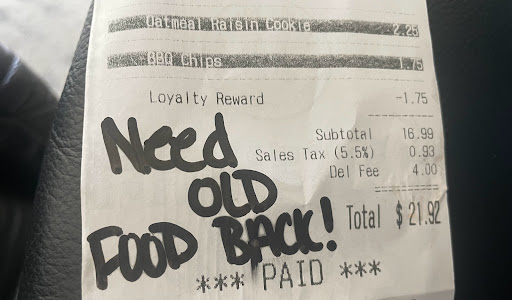 Oatmeal Raisin Cookie 2.25
BBQ Chips 1.75
Loyalty Reward -1.75
Subtotal 16.99
Sales Tax (5.5%) 0.93
Del Fee 4.00
Total $21.92
*** PAID ***
Need
OLD
FOOD BACK!